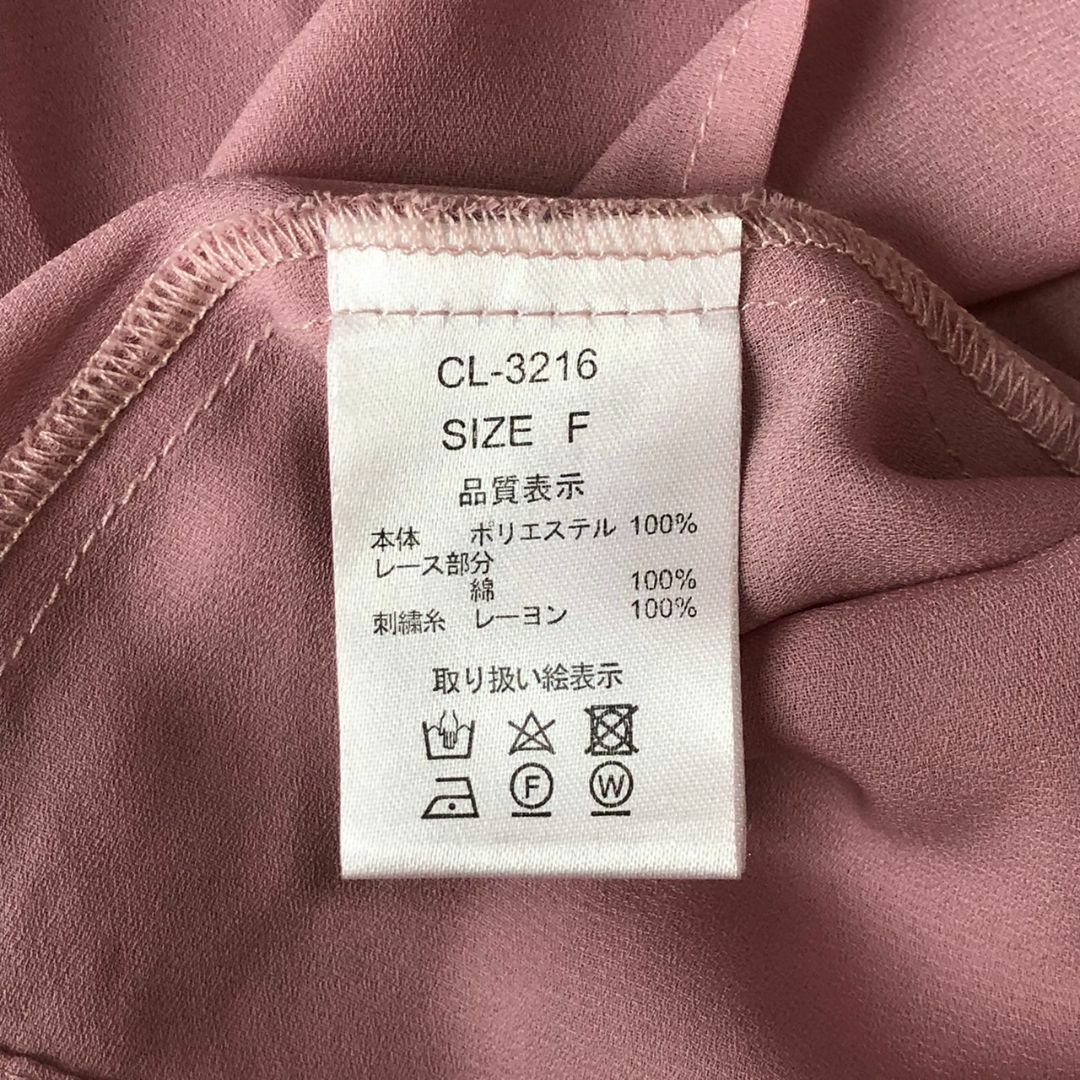 CL-3216
SIZE F
品質表示
本体 ポリエステル 100%
レース部分
綿 100%
刺繍糸 レーヨン 100%
取り扱い絵表示
F W